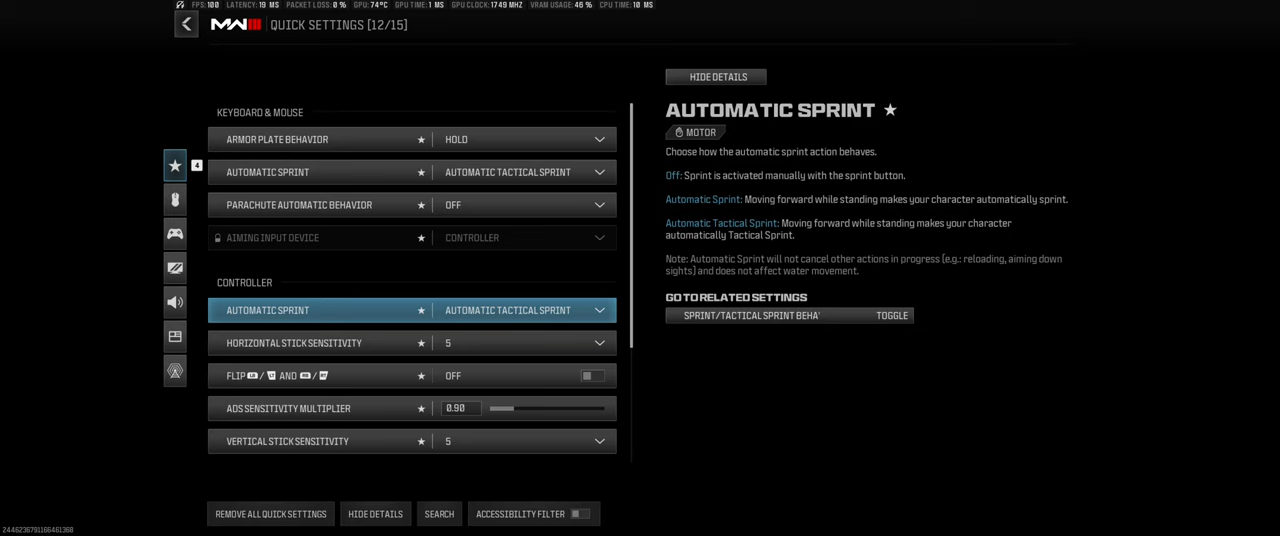 FPS: 100 LATENCY: 19 MS PACKET LOSS: 0 % GPU: 74°C GPU TIME: 1 MS GPU CLOCK: 1749 MHZ VRAM USAGE: 46 % CPU TIME: 10 MS
MWIII QUICK SETTINGS [12/15]
HIDE DETAILS
KEYBOARD & MOUSE
ARMOR PLATE BEHAVIOR HOLD
AUTOMATIC SPRINT AUTOMATIC TACTICAL SPRINT
PARACHUTE AUTOMATIC BEHAVIOR OFF
AIMING INPUT DEVICE CONTROLLER
4
CONTROLLER
AUTOMATIC SPRINT AUTOMATIC TACTICAL SPRINT
HORIZONTAL STICK SENSITIVITY 5
FLIP LB / LT AND RB / RT OFF
ADS SENSITIVITY MULTIPLIER 0.90
VERTICAL STICK SENSITIVITY 5
AUTOMATIC SPRINT
MOTOR
Choose how the automatic sprint action behaves.
Off: Sprint is activated manually with the sprint button.
Automatic Sprint: Moving forward while standing makes your character automatically sprint.
Automatic Tactical Sprint: Moving forward while standing makes your character
automatically Tactical Sprint.
Note: Automatic Sprint will not cancel other actions in progress [e.g.: reloading, aiming down
sights] and does not affect water movement.
GO TO RELATED SETTINGS
SPRINT/TACTICAL SPRINT BEHA' TOGGLE
REMOVE ALL QUICK SETTINGS HIDE DETAILS SEARCH ACCESSIBILITY FILTER